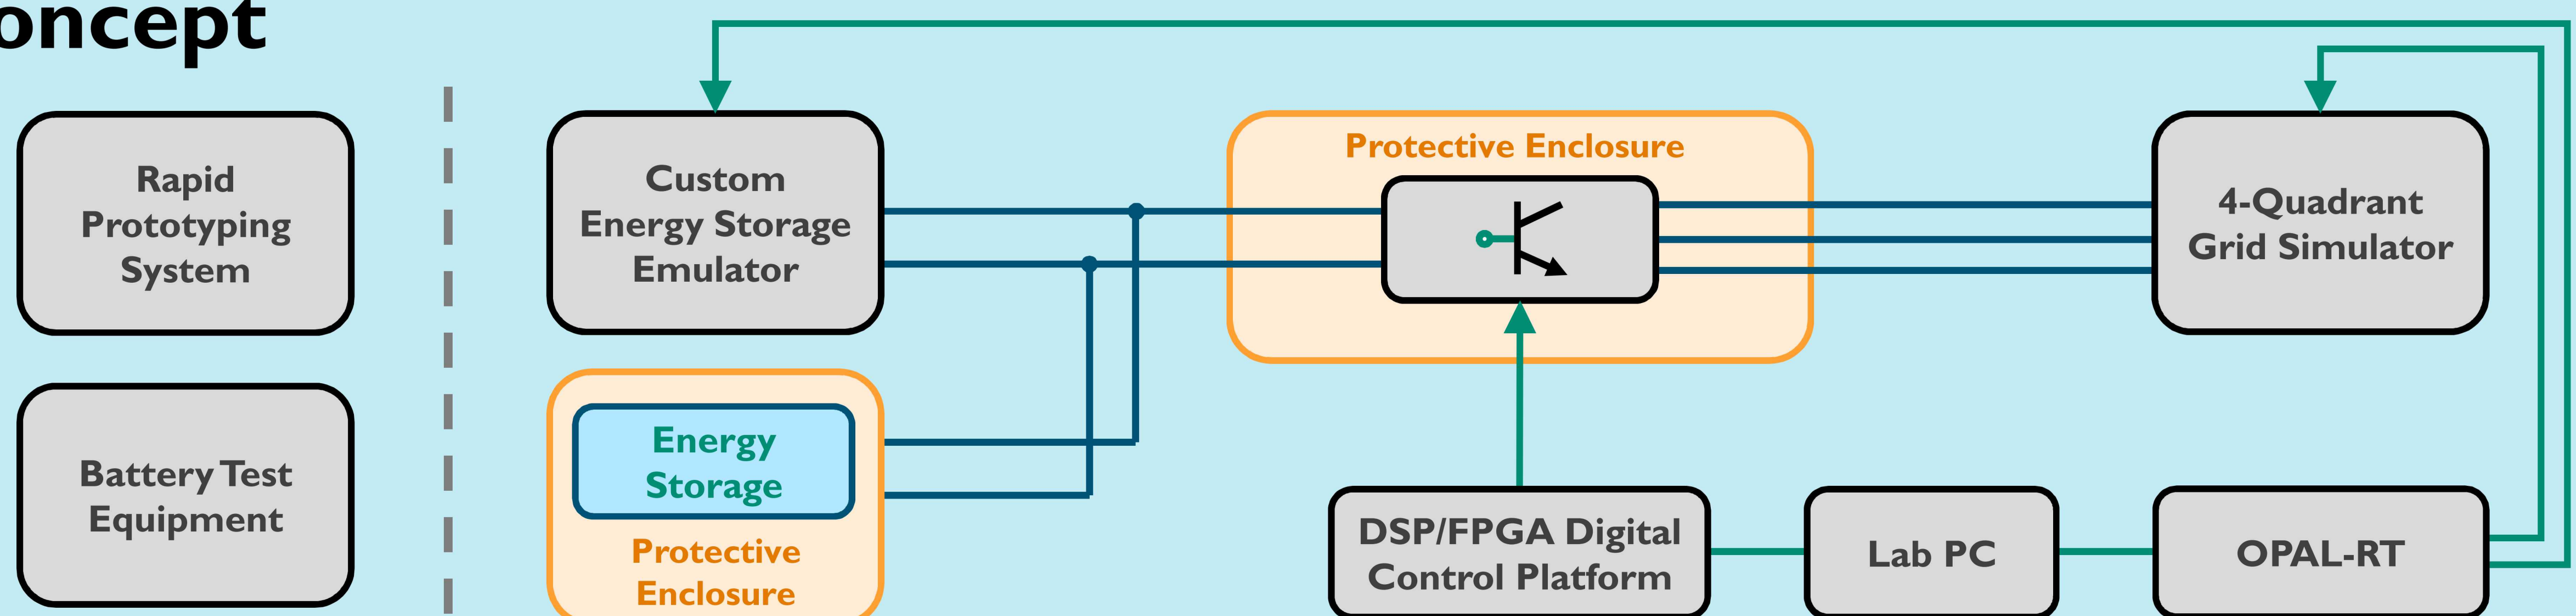 oncept
Rapid
Prototyping
System
Battery Test
Equipment
Custom
Energy Storage
Emulator
Energy
Storage
Protective
Enclosure
Protective Enclosure
4-Quadrant
Grid Simulator
DSP/FPGA Digital
Control Platform
Lab PC
OPAL-RT